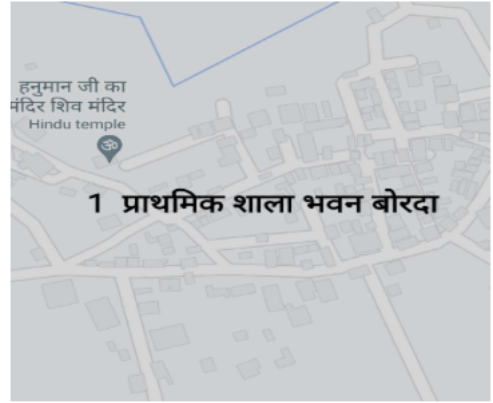 हनुमान जी का
मंदिर शिव मंदिर
Hindu temple
1 प्राथमिक शाला भवन बोरदा